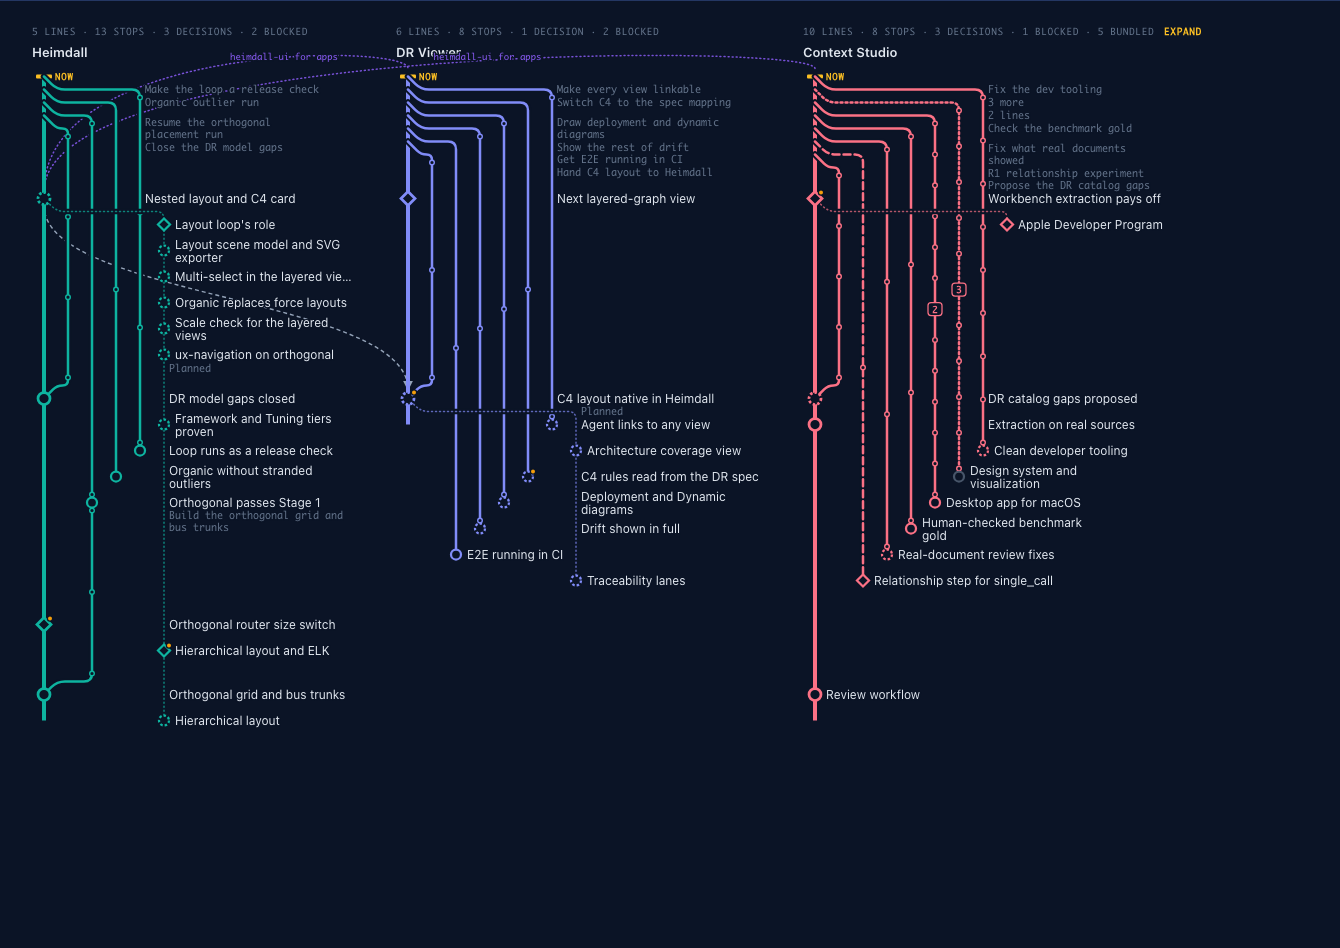 5 LINES · 13 STOPS · 3 DECISIONS · 2 BLOCKED
Heimdall
heimdall-ui-for-apps
NOW
Make the loop a release check
Organic outlier run
Resume the orthogonal
placement run
Close the DR model gaps
Nested layout and C4 card
Layout loop's role
Layout scene model and SVG
exporter
Multi-select in the layered vie...
Organic replaces force layouts
Scale check for the layered
views
ux-navigation on orthogonal
Planned
DR model gaps closed
Framework and Tuning tiers
proven
Loop runs as a release check
Organic without stranded
outliers
Orthogonal passes Stage 1
Build the orthogonal grid and
bus trunks
Orthogonal router size switch
Hierarchical layout and ELK
Orthogonal grid and bus trunks
Hierarchical layout
6 LINES · 8 STOPS · 1 DECISION · 2 BLOCKED
DR Viewer
heimdall-ui-for-apps
NOW
Make every view linkable
Switch C4 to the spec mapping
Draw deployment and dynamic
diagrams
Show the rest of drift
Get E2E running in CI
Hand C4 layout to Heimdall
Next layered-graph view
C4 layout native in Heimdall
Planned
Agent links to any view
Architecture coverage view
C4 rules read from the DR spec
Deployment and Dynamic
diagrams
Drift shown in full
E2E running in CI
Traceability lanes
10 LINES · 8 STOPS · 3 DECISIONS · 1 BLOCKED · 5 BUNDLED EXPAND
Context Studio
NOW
Fix the dev tooling
3 more
2 lines
Check the benchmark gold
Fix what real documents
showed
R1 relationship experiment
Propose the DR catalog gaps
Workbench extraction pays off
Apple Developer Program
3
2
DR catalog gaps proposed
Extraction on real sources
Clean developer tooling
Design system and
visualization
Desktop app for macOS
Human-checked benchmark
gold
Real-document review fixes
Relationship step for single_call
Review workflow